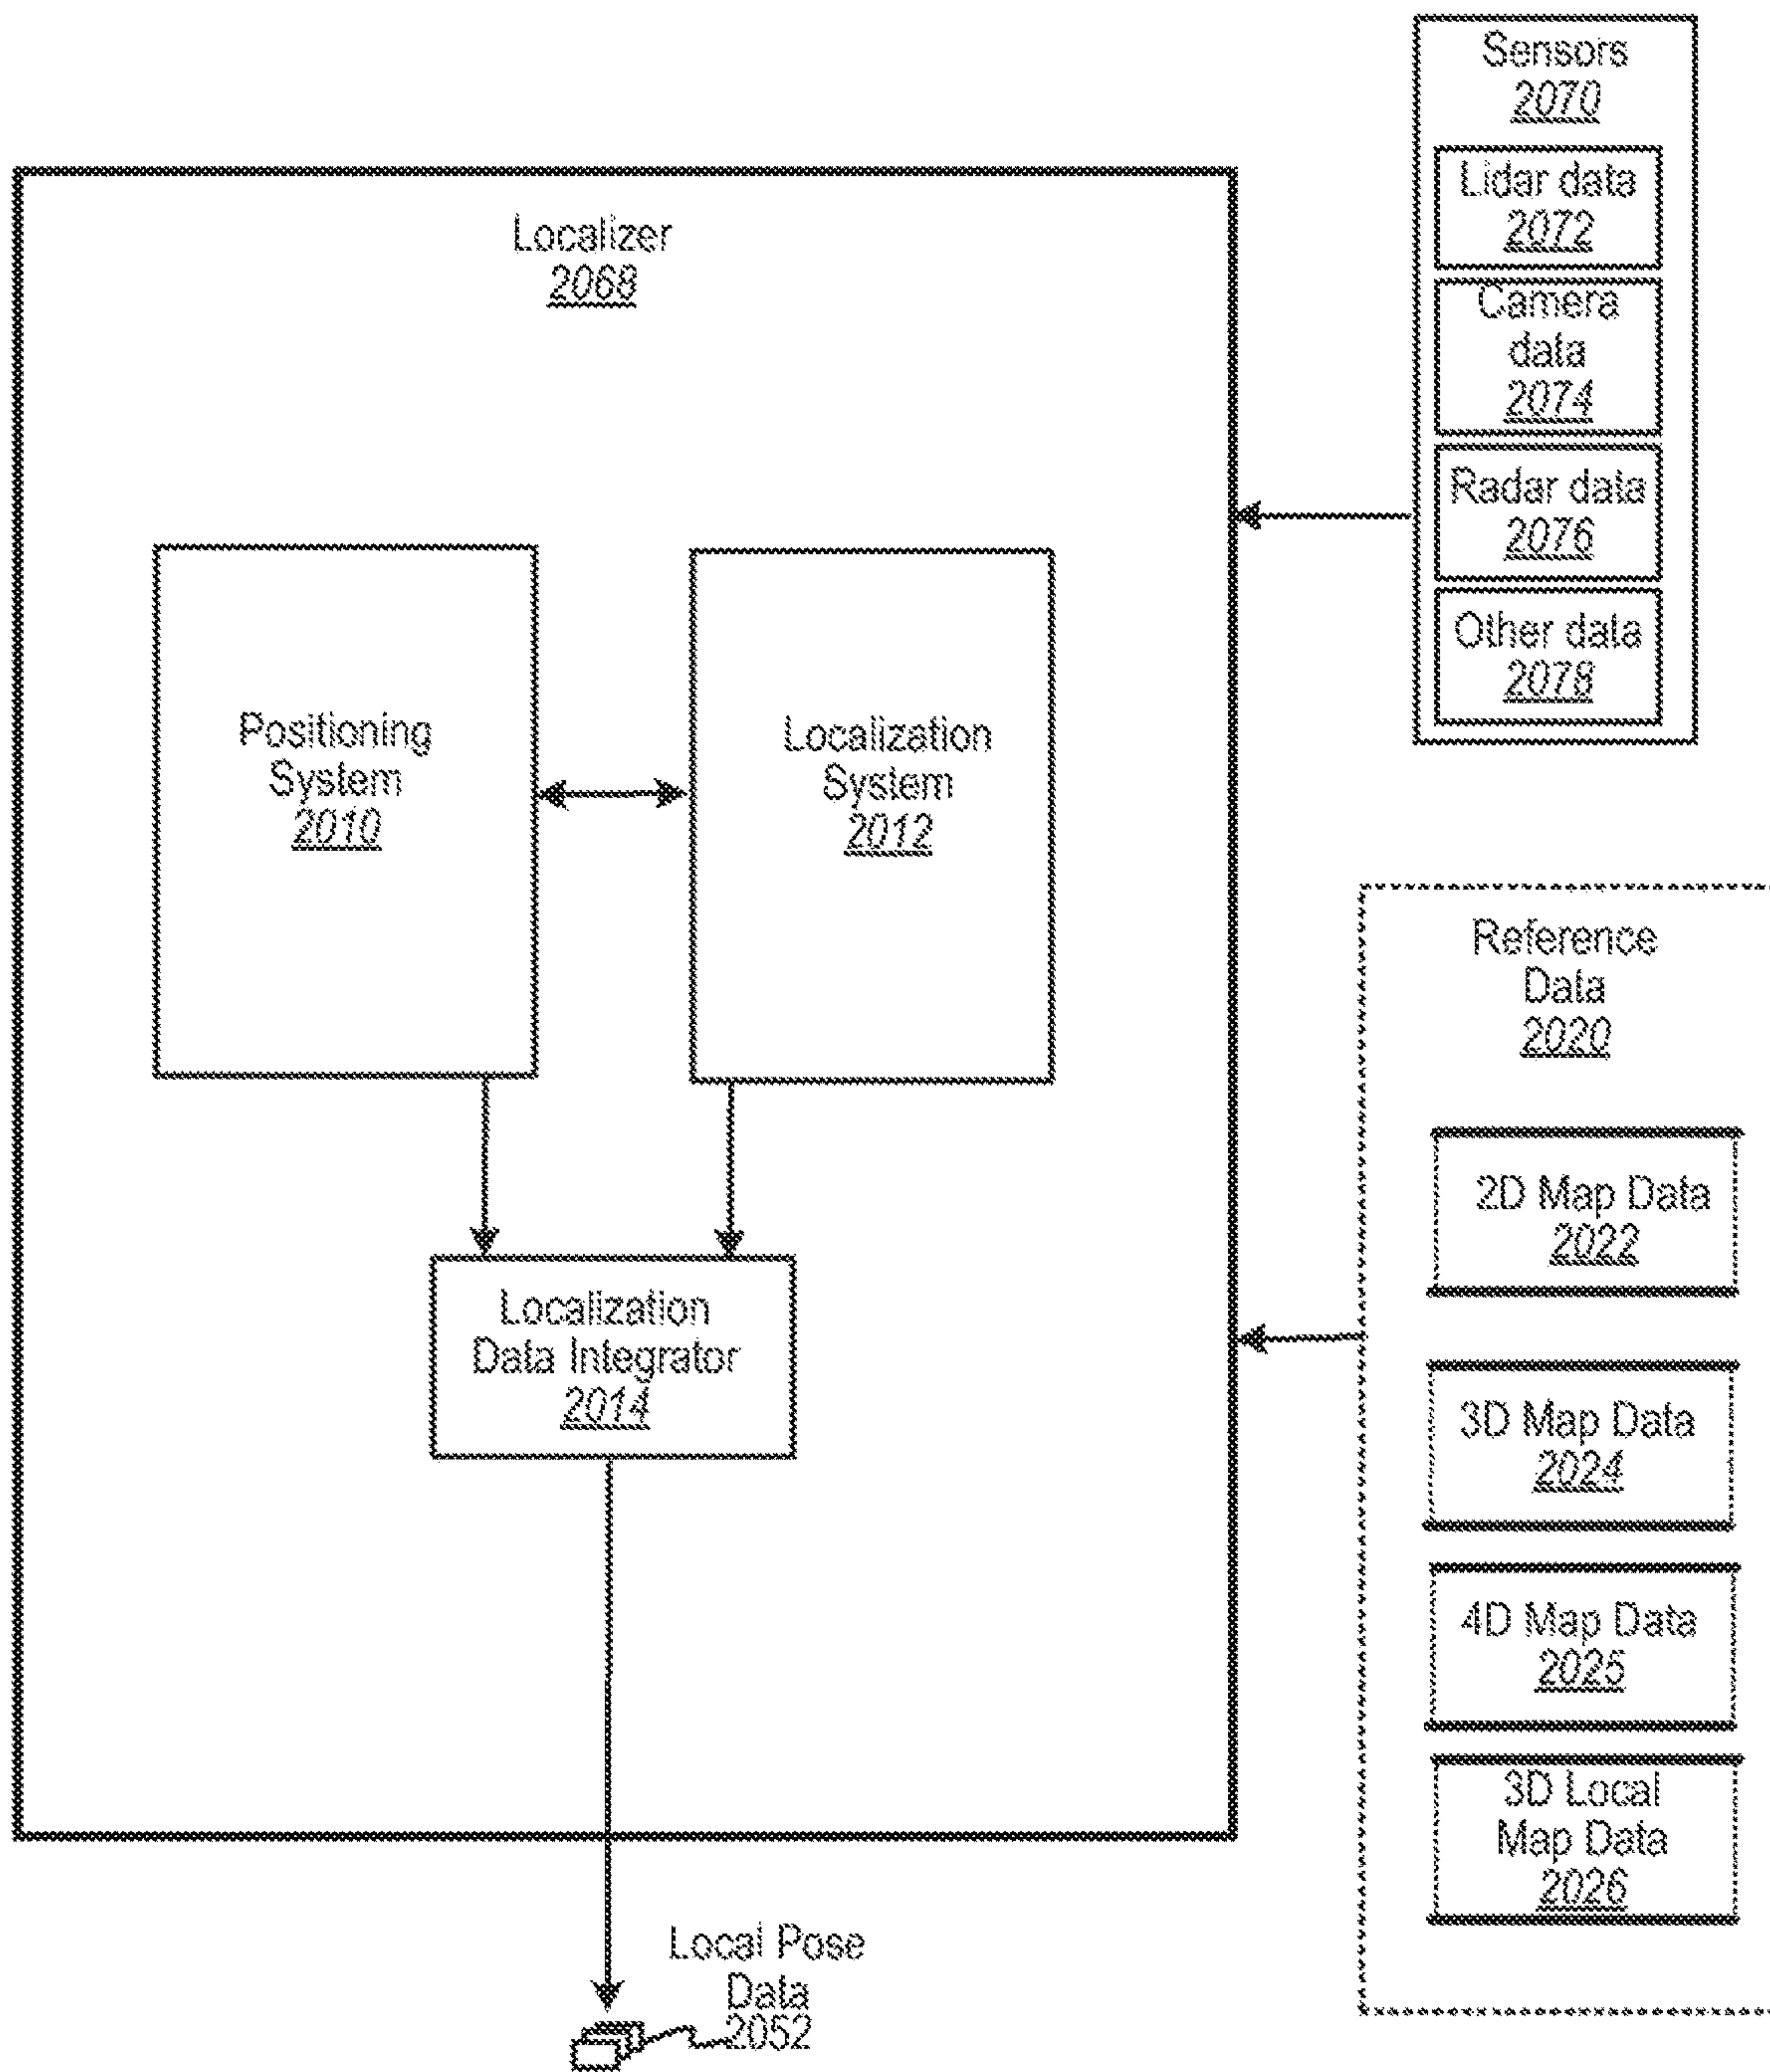 Sensors
2070
Lidar data
2072
Camera
data
2074
Radar data
2076
Other data
2078
Localizer
2068
Positioning
System
2010
Localization
System
2012
Localization
Data Integrator
2014
Reference
Data
2020
2D Map Data
2022
3D Map Data
2024
4D Map Data
2025
3D Local
Map Data
2026
Local Pose
Data
2052